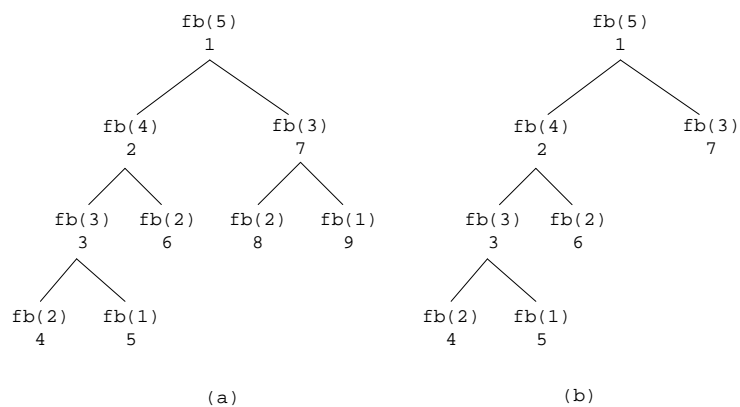 fb(5) fb(5)
1 1
fb(4) fb(3) fb(4) fb(3)
2 7 2 7
fb(3) fb(2) fb(2) fb(1) fb(3) fb(2)
3 6 8 9 3 6
fb(2) fb(1) fb(2) fb(1)
4 5 4 5
(a) (b)